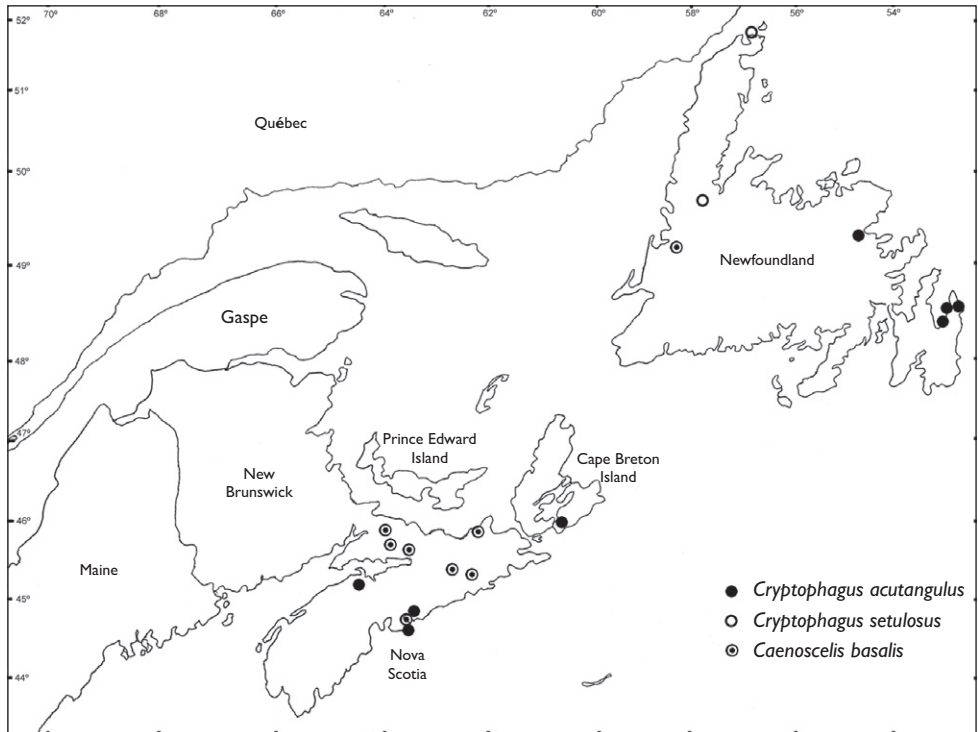 70° 68° 66° 64° 62° 60° 58° 56° 54°
52°
51°
Québec
50°
49°
Newfoundland
Gaspe
48°
47°
Prince Edward
Island
Cape Breton
Island
New
Brunswick
46°
Maine
45°
Nova
Scotia
44°
Cryptophagus acutangulus
Cryptophagus setulosus
Caenoscelis basalis